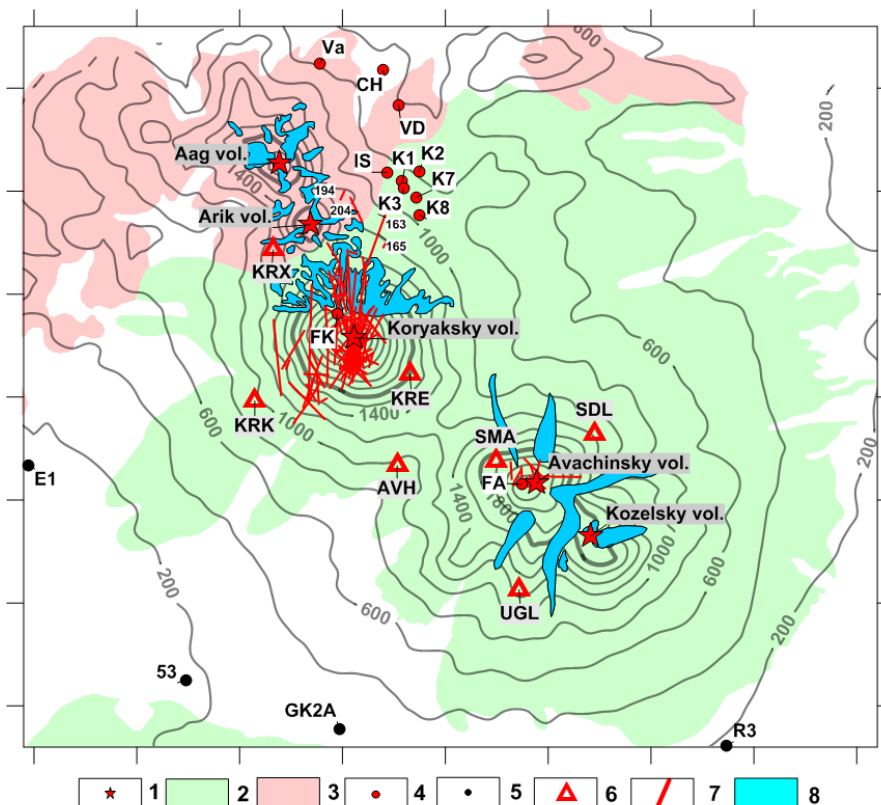 600
Va
CH
VD
200
Aag vol.
1400
IS
K1
K2
K7
K3
K8
194
204
Arik vol.
163
165
1000
KRX
Koryaksky vol.
FK
600
KRE
1400
KRK
1000
600
SDL
SMA
200
Avachinsky vol.
E1
AVH
FA
1400
1800
Kozelsky vol.
1000
600
200
UGL
600
200
53
GK2A
R3
1
2
3
4
5
6
7
8